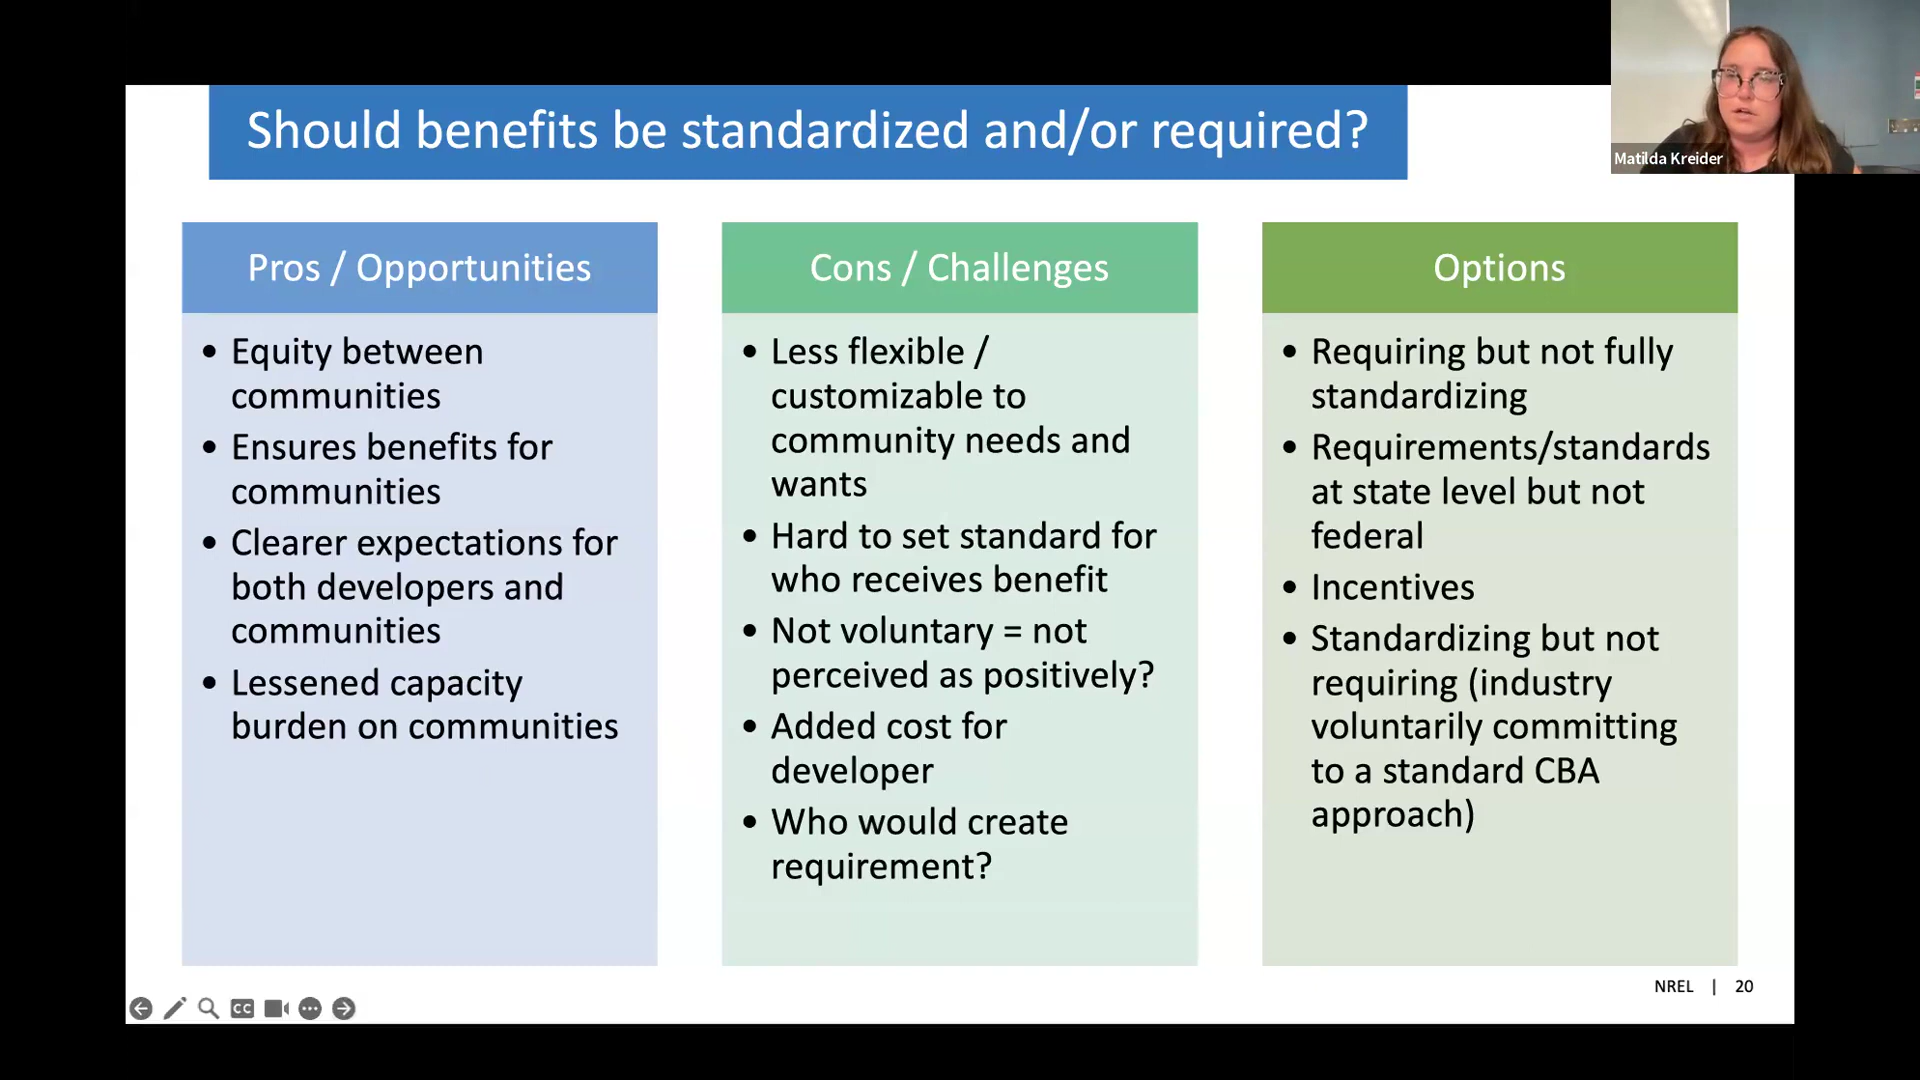 Should benefits be standardized and/or required?
Matilda Kreider
Pros / Opportunities
• Equity between
communities
• Ensures benefits for
communities
• Clearer expectations for
both developers and
communities
• Lessened capacity
burden on communities
Cons / Challenges
• Less flexible /
customizable to
community needs and
wants
• Hard to set standard for
who receives benefit
• Not voluntary = not
perceived as positively?
• Added cost for
developer
• Who would create
requirement?
Options
• Requiring but not fully
standardizing
• Requirements/standards
at state level but not
federal
• Incentives
• Standardizing but not
requiring (industry
voluntarily committing
to a standard CBA
approach)
NREL | 20
CC